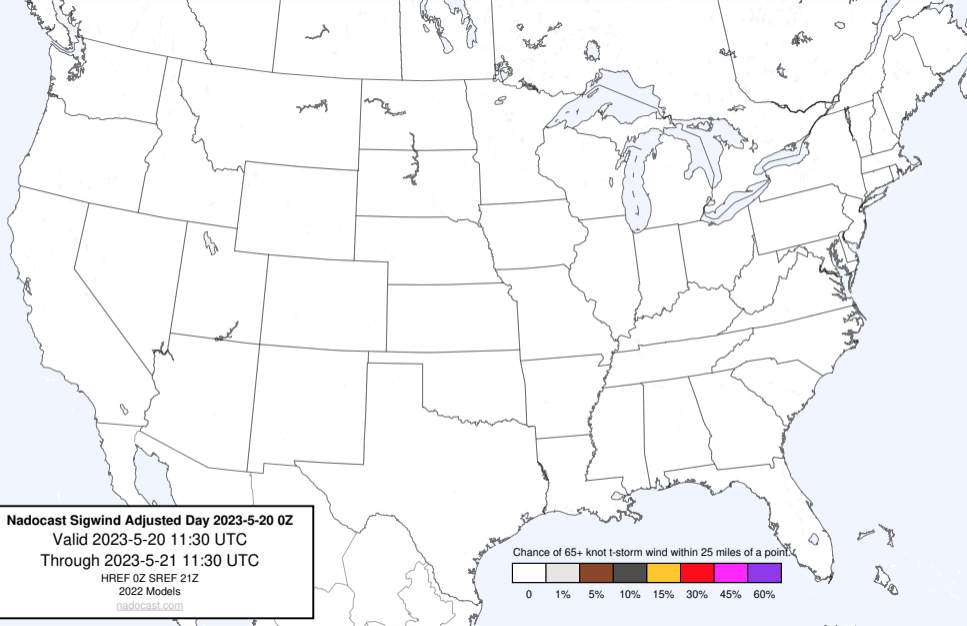 Nadocast Sigwind Adjusted Day 2023-5-20 0Z
Valid 2023-5-20 11:30 UTC
Through 2023-5-21 11:30 UTC
HREF 0Z SREF 21Z
2022 Models
nadocast.com
Chance of 65+ knot t-storm wind within 25 miles of a point.
0 1% 5% 10% 15% 30% 45% 60%